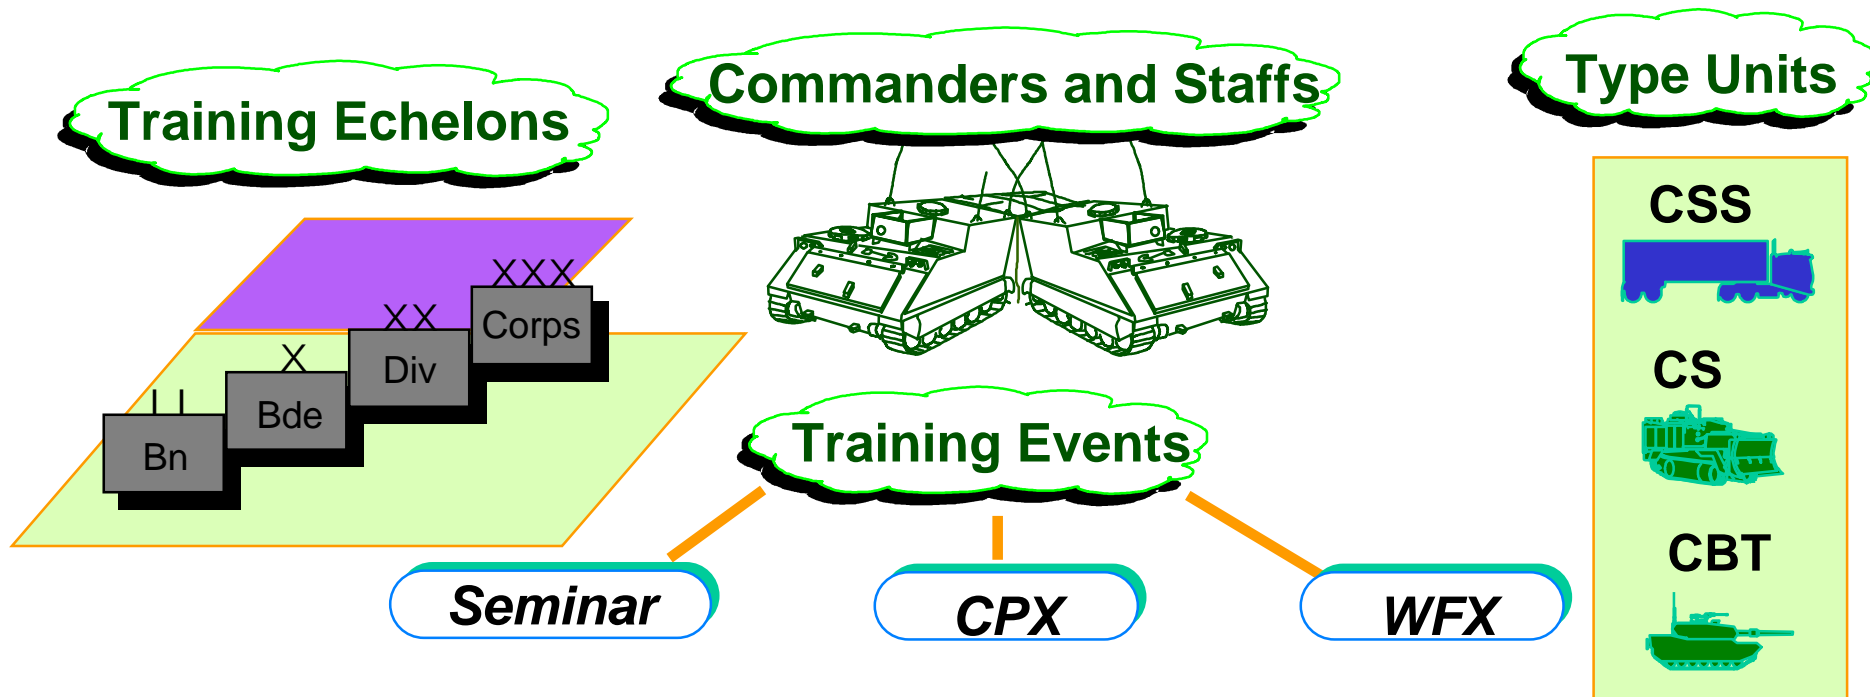 Training Echelons
Commanders and Staffs
Type Units
XXX
Corps
XX
Div
X
Bde
I I
Bn
Training Events
Seminar
CPX
WFX
CSS
CS
CBT